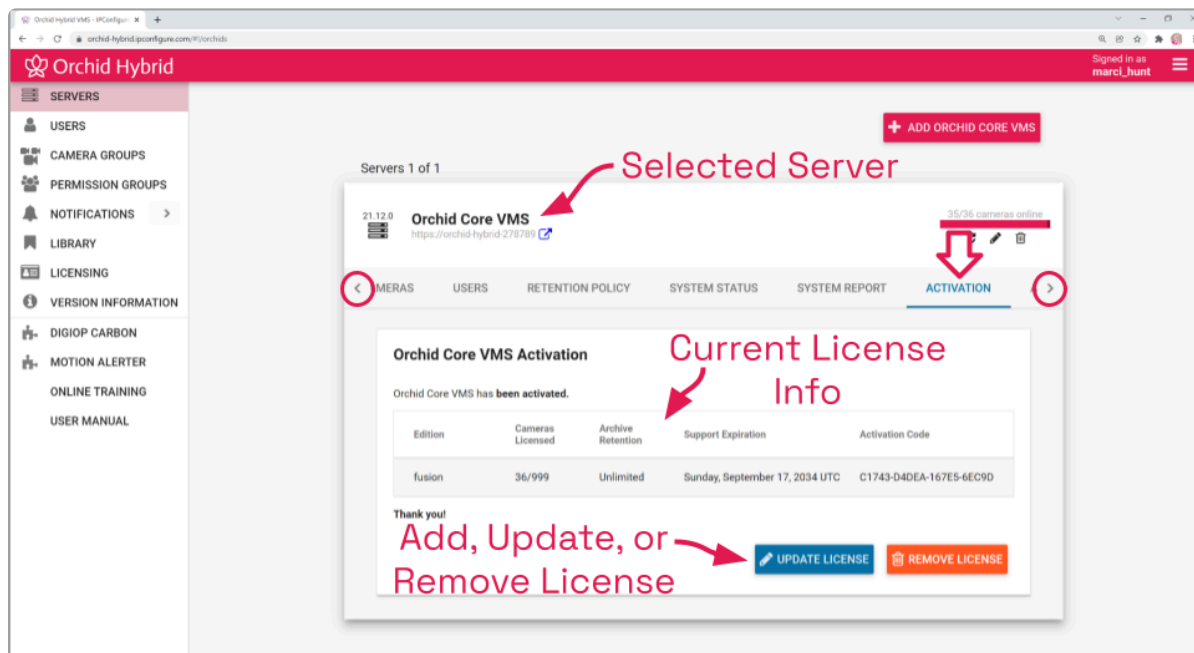 Orchid Hybrid VMS - IPConfigur
orchid-hybrid.ipconfigure.com/#!/orchids
Orchid Hybrid
Signed in as
marci_hunt
SERVERS
USERS
CAMERA GROUPS
PERMISSION GROUPS
NOTIFICATIONS
LIBRARY
LICENSING
VERSION INFORMATION
DIGIOP CARBON
MOTION ALERTER
ONLINE TRAINING
USER MANUAL
ADD ORCHID CORE VMS
Servers 1 of 1
Selected Server
21.12.0
Orchid Core VMS
https://orchid-hybrid-278789
35/36 cameras online
MERAS USERS RETENTION POLICY SYSTEM STATUS SYSTEM REPORT ACTIVATION
Orchid Core VMS Activation
Current License
Info
Orchid Core VMS has been activated.
Edition Cameras Licensed Archive Retention Support Expiration Activation Code
fusion 36/999 Unlimited Sunday, September 17, 2034 UTC C1743-D4DEA-167E5-6EC9D
Thank you!
Add, Update, or
Remove License
UPDATE LICENSE REMOVE LICENSE